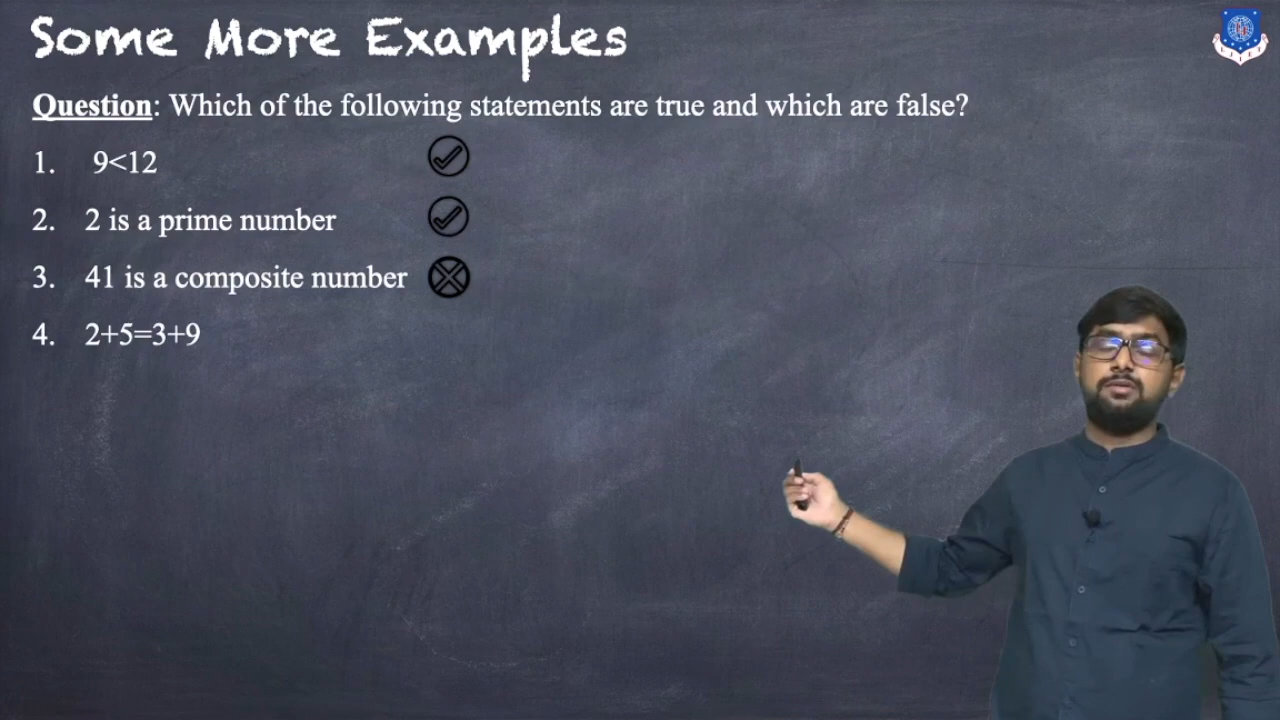 Some More Examples
Question: Which of the following statements are true and which are false?
1. 9<12
2. 2 is a prime number
3. 41 is a composite number
4. 2+5=3+9